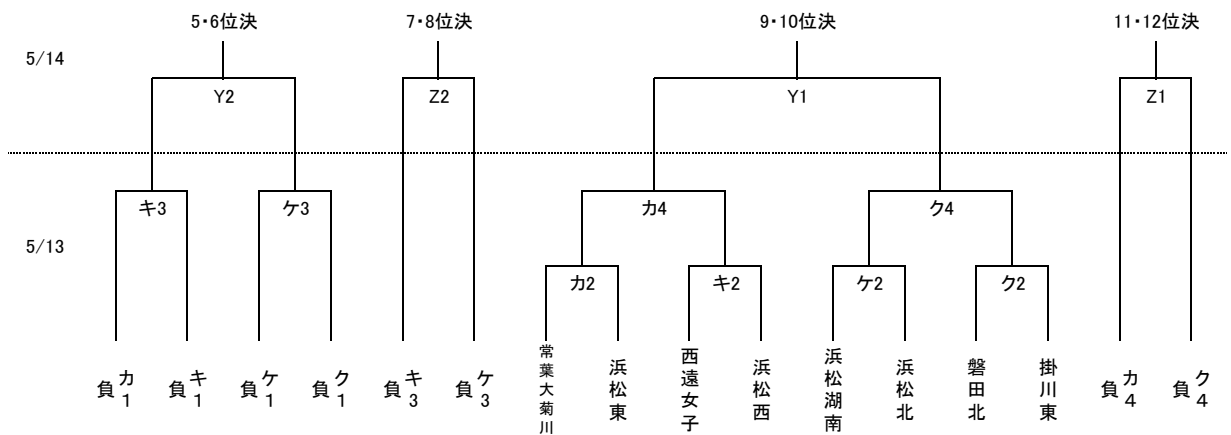 5・6位決
7・8位決
9・10位決
11・12位決
5/14
Y2
Z2
Y1
Z1
キ3
ケ3
カ4
ク4
5/13
カ2
キ2
ケ2
ク2
カ1負
キ1負
ケ1負
ク1負
キ3負
ケ3負
常葉大菊川
浜松東
西遠女子
浜松西
浜松湖南
浜松北
磐田北
掛川東
カ4負
ク4負